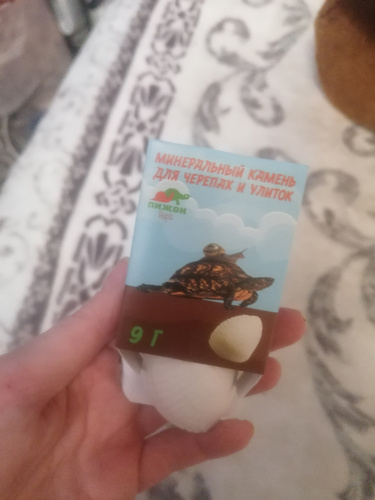 МИНЕРАЛЬНЫЙ КАМЕНЬ
ДЛЯ ЧЕРЕПАХ И УЛИТОК
ПИЖОН
9 Г